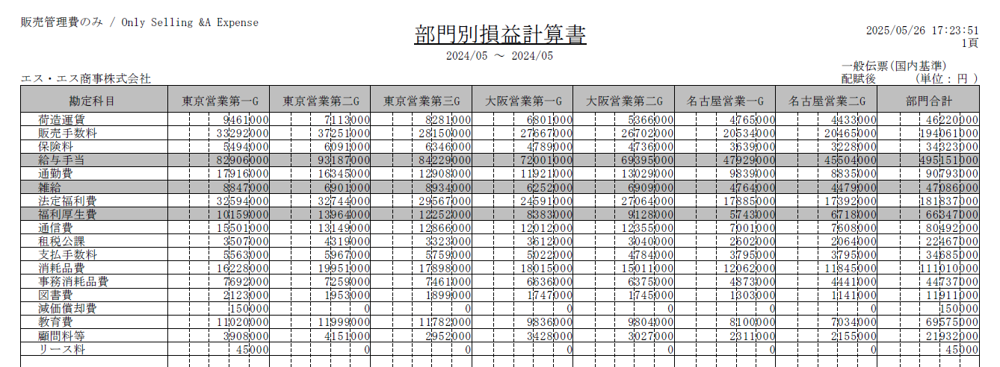 販売管理費のみ / Only Selling &A Expense
部門別損益計算書
2025/05/26 17:23:51
1頁
2024/05 ～ 2024/05
一般伝票(国内基準)
エス・エス商事株式会社 配賦後 (単位：円 )
勘定科目 東京営業第一G 東京営業第二G 東京営業第三G 大阪営業第一G 大阪営業第二G 名古屋営業一G 名古屋営業二G 部門合計
荷造運賃 9461000 7113000 8281000 6801000 5366000 4765000 4433000 46220000
販売手数料 33292000 37251000 28150000 27667000 26702000 20534000 20465000 194061000
保険料 5494000 6091000 6346000 4789000 4736000 3639000 3228000 34323000
給与手当 82906000 93187000 84229000 72001000 69395000 47929000 45504000 495151000
通勤費 17916000 16345000 12908000 11921000 13029000 9839000 8835000 90793000
雑給 8847000 6901000 8934000 6252000 6909000 4764000 4479000 47086000
法定福利費 32594000 32744000 29567000 24591000 27064000 17885000 17392000 181837000
福利厚生費 10159000 13964000 12252000 8383000 9128000 5743000 6718000 66347000
通信費 15501000 13149000 12866000 12012000 12355000 7001000 7608000 80492000
租税公課 3507000 4319000 3323000 3612000 3040000 2602000 2064000 22467000
支払手数料 5563000 5967000 5759000 5022000 4784000 3795000 3795000 34685000
消耗品費 16228000 19951000 17898000 18015000 15011000 12062000 11845000 111010000
事務消耗品費 7692000 7259000 7461000 6636000 6375000 4873000 4441000 44737000
図書費 2123000 1953000 1899000 1747000 1745000 1303000 1141000 11911000
減価償却費 150000 0 0 0 0 0 0 150000
教育費 11020000 11999000 11782000 9836000 9804000 8100000 7034000 69575000
顧問料等 3908000 4151000 2952000 3428000 3027000 2311000 2155000 21932000
リース料 45000 0 0 0 0 0 0 45000